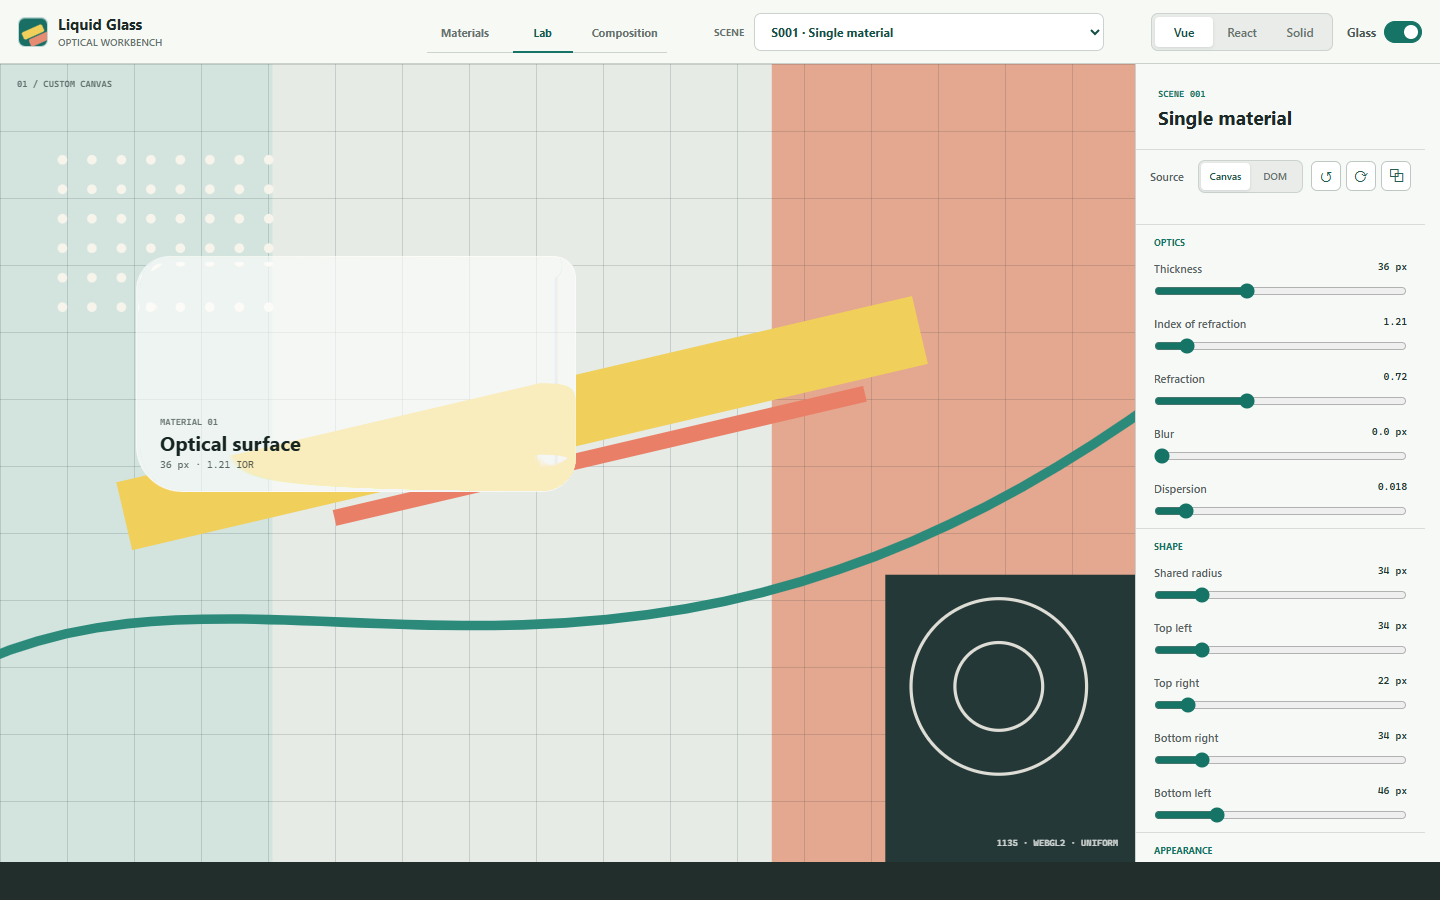 Liquid Glass
OPTICAL WORKBENCH
Materials
Lab
Composition
SCENE
S001 · Single material
Vue
React
Solid
Glass
01 / CUSTOM CANVAS
MATERIAL 01
Optical surface
36 px · 1.21 IOR
1135 · WEBGL2 · UNIFORM
SCENE 001
Single material
Source
Canvas
DOM
OPTICS
Thickness 36 px
Index of refraction 1.21
Refraction 0.72
Blur 0.0 px
Dispersion 0.018
SHAPE
Shared radius 34 px
Top left 34 px
Top right 22 px
Bottom right 34 px
Bottom left 46 px
APPEARANCE